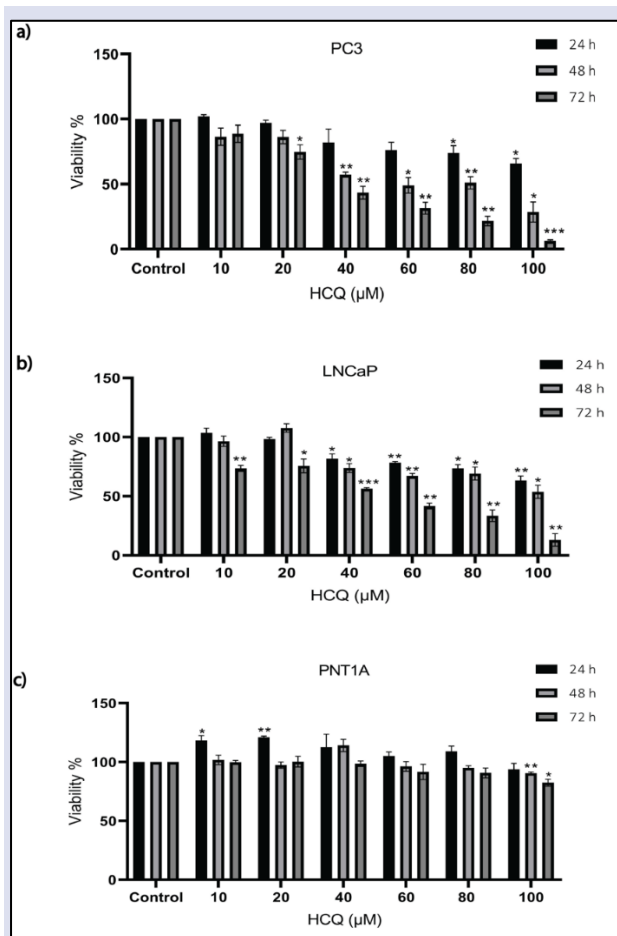 a)
PC3
24 h
48 h
72 h
Viability %
150
100
50
0
* ** ** * ** * ** ** * * ***
Control 10 20 40 60 80 100
HCQ (µM)
b)
LNCaP
24 h
48 h
72 h
Viability %
150
100
50
0
** * * * *** ** ** ** * * ** ** * **
Control 10 20 40 60 80 100
HCQ (µM)
c)
PNT1A
24 h
48 h
72 h
Viability %
150
100
50
0
* ** ** *
Control 10 20 40 60 80 100
HCQ (µM)